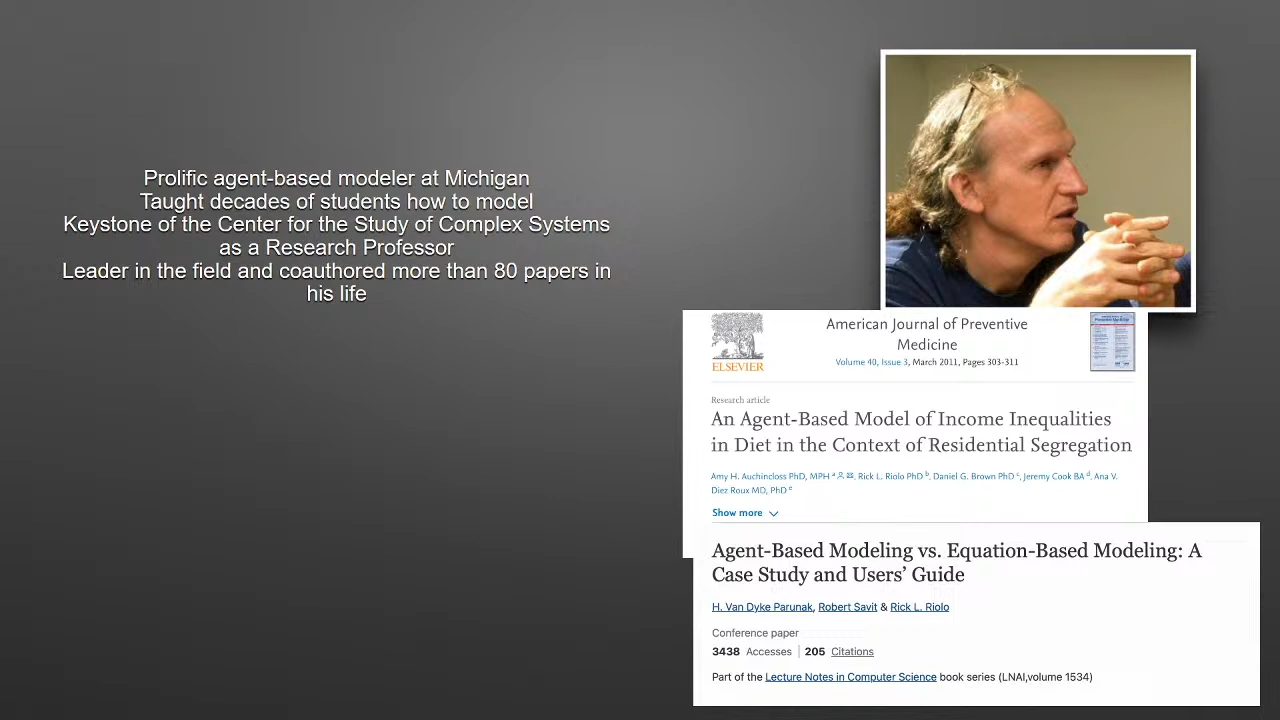 Prolific agent-based modeler at Michigan
Taught decades of students how to model
Keystone of the Center for the Study of Complex Systems
as a Research Professor
Leader in the field and coauthored more than 80 papers in
his life
ELSEVIER
American Journal of Preventive
Medicine
Volume 40, Issue 3, March 2011, Pages 303-311
Research article
An Agent-Based Model of Income Inequalities
in Diet in the Context of Residential Segregation
Amy H. Auchincloss PhD, MPH a, Rick L. Riolo PhD b, Daniel G. Brown PhD c, Jeremy Cook BA d, Ana V.
Diez Roux MD, PhD e
Show more
Agent-Based Modeling vs. Equation-Based Modeling: A
Case Study and Users’ Guide
H. Van Dyke Parunak, Robert Savit & Rick L. Riolo
Conference paper
3438 Accesses | 205 Citations
Part of the Lecture Notes in Computer Science book series (LNAI,volume 1534)